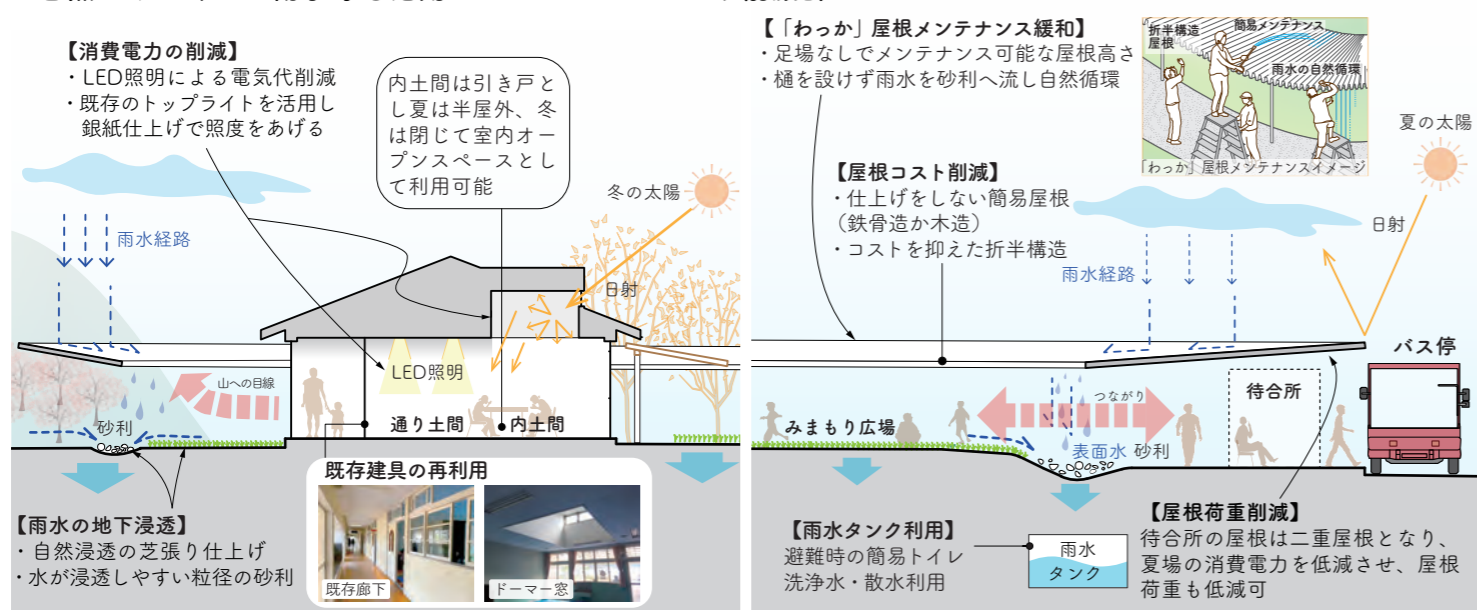 【消費電力の削減】
・LED照明による電気代削減
・既存のトップライトを活用し
銀紙仕上げで照度をあげる
内土間は引き戸と
し夏は半屋外、冬
は閉じて室内オー
プンスペースとし
て利用可能
冬の太陽
雨水経路
日射
LED照明
山への目線
砂利
通り土間
内土間
【雨水の地下浸透】
・自然浸透の芝張り仕上げ
・水が浸透しやすい粒径の砂利
既存建具の再利用
既存廊下
ドーマー窓
【「わっか」屋根メンテナンス緩和】
・足場なしでメンテナンス可能な屋根高さ
・樋を設けず雨水を砂利へ流し自然循環
折半構造
屋根
簡易メンテナンス
雨水の自然循環
「わっか」屋根メンテナンスイメージ
夏の太陽
【屋根コスト削減】
・仕上げをしない簡易屋根
（鉄骨造か木造）
・コストを抑えた折半構造
日射
雨水経路
バス停
待合所
つながり
みまもり広場
表面水
砂利
【雨水タンク利用】
避難時の簡易トイレ
洗浄水・散水利用
雨水
タンク
【屋根荷重削減】
待合所の屋根は二重屋根となり、
夏場の消費電力を低減させ、屋根
荷重も低減可